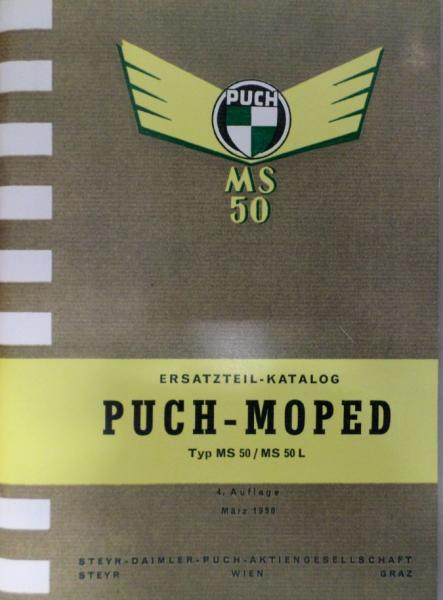 PUCH
MS
50
ERSATZTEIL-KATALOG
PUCH-MOPED
Typ MS 50 / MS 50 L
4. Auflage
März
STEYR-DAIMLER-PUCH-AKTIENGESELLSCHAFT
STEYR WIEN GRAZ